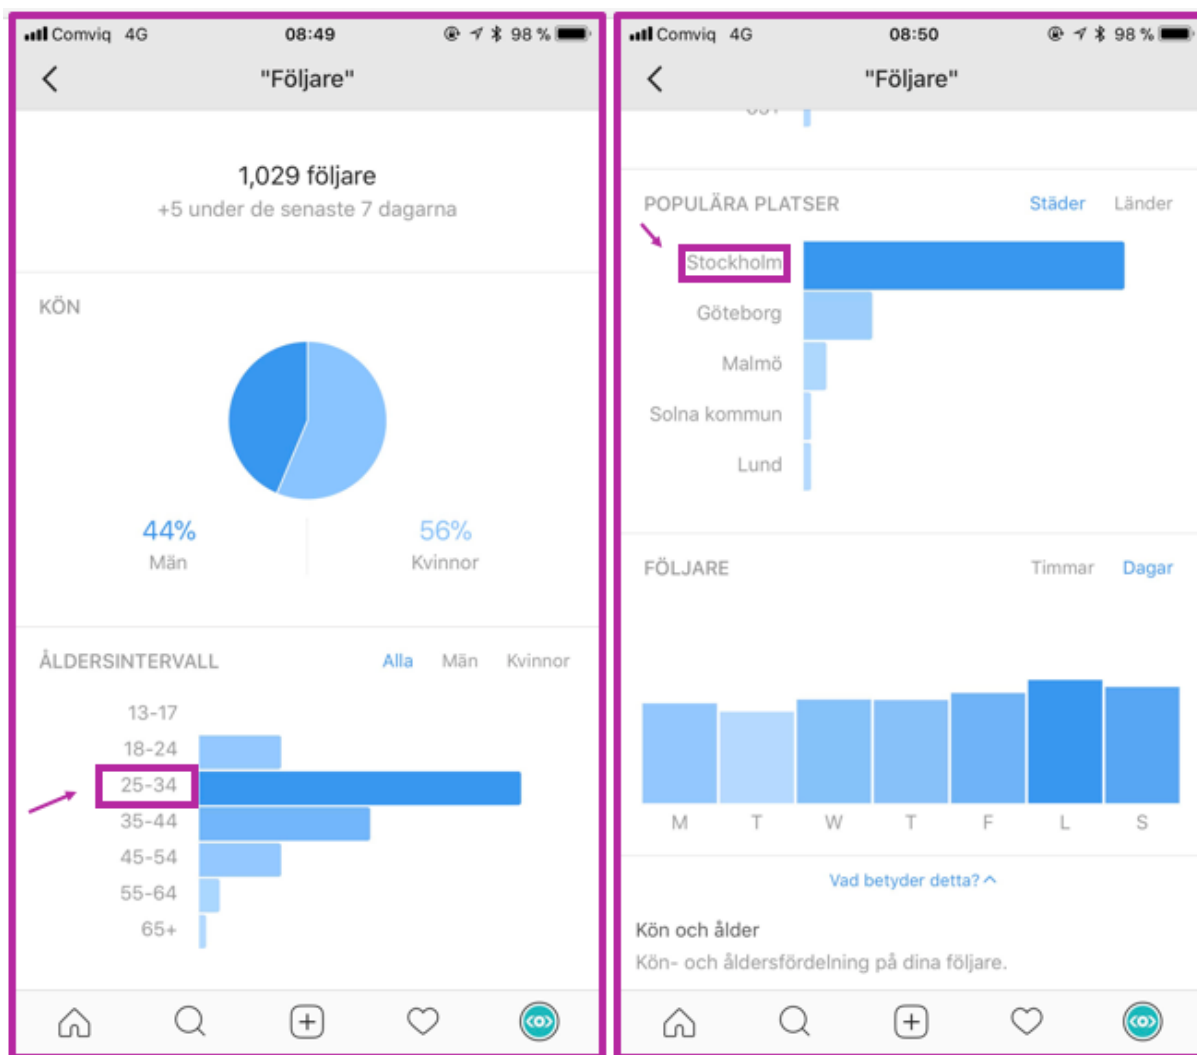 Comviq 4G 08:49 98 %
"Följare"
1,029 följare
+5 under de senaste 7 dagarna
KÖN
44% 56%
Män Kvinnor
ÅLDERSINTERVALL Alla Män Kvinnor
13-17
18-24
25-34
35-44
45-54
55-64
65+
Comviq 4G 08:50 98 %
"Följare"
POPULÄRA PLATSER Städer Länder
Stockholm
Göteborg
Malmö
Solna kommun
Lund
FÖLJARE Timmar Dagar
M T W T F L S
Vad betyder detta?
Kön och ålder
Kön- och åldersfördelning på dina följare.